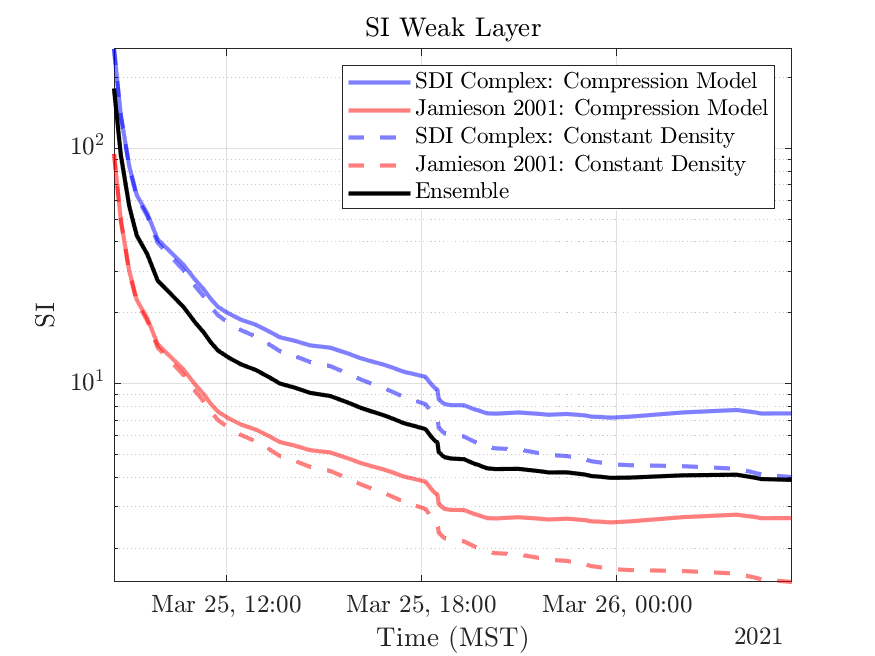 SI Weak Layer
SDI Complex: Compression Model
Jamieson 2001: Compression Model
SDI Complex: Constant Density
Jamieson 2001: Constant Density
Ensemble
10²
10¹
SI
Mar 25, 12:00
Mar 25, 18:00
Mar 26, 00:00
Time (MST)
2021